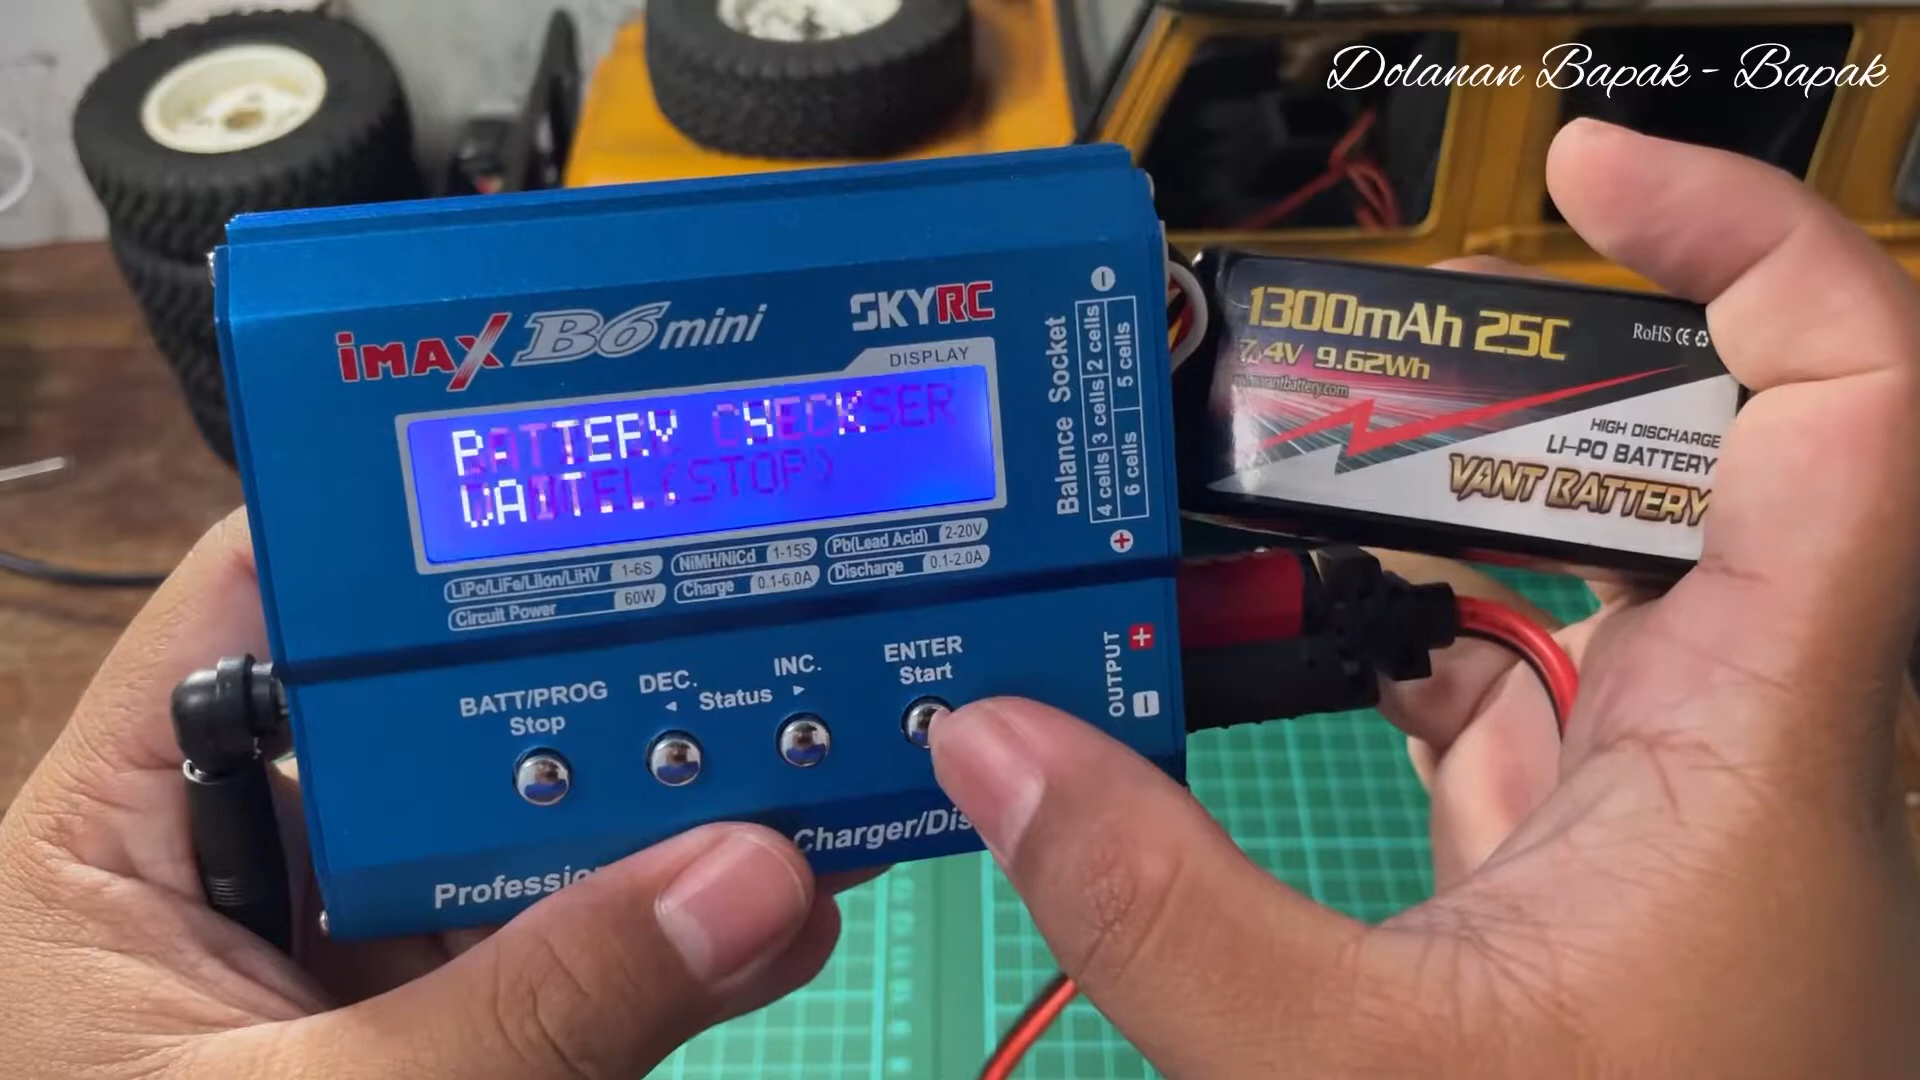 Dolanan Bapak - Bapak
iMAX B6 mini
SKYRC
DISPLAY
BATTERY CHECK
WAIT...
LiPo/LiFe/LiIon/LiHV 1-6S
NiMH/NiCd 1-15S
Pb(Lead Acid) 2-20V
Circuit Power 60W
Charge 0.1-6.0A
Discharge 0.1-2.0A
Balance Socket
4 cells 3 cells 2 cells
6 cells 5 cells
BATT/PROG
Stop
DEC.
Status
INC.
ENTER
Start
OUTPUT
Charger/Dis
1300mAh 25C
7.4V 9.62Wh
RoHS CE
HIGH DISCHARGE
LI-PO BATTERY
VANT BATTERY